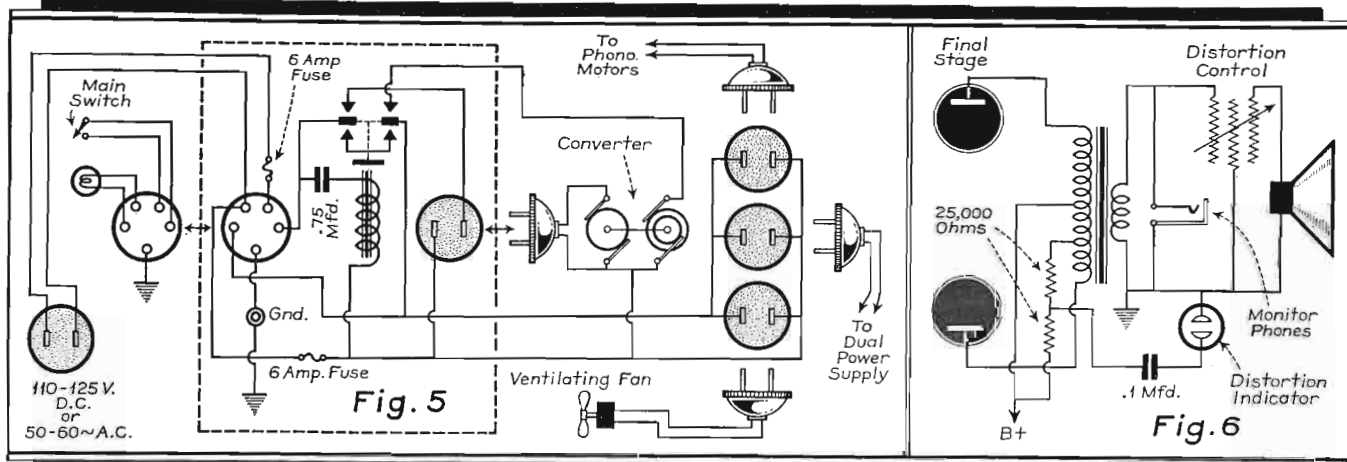 Main
Switch
6 Amp
Fuse
.75
Mfd.
Gnd.
6 Amp. Fuse
110-125 V.
D.C.
or
50-60~A.C.
Fig. 5
To
Phono.
Motors
Converter
To
Dual
Power
Supply
Ventilating Fan
Final
Stage
Distortion
Control
25,000
Ohms
Monitor
Phones
.1 Mfd.
Distortion
Indicator
B+
Fig. 6